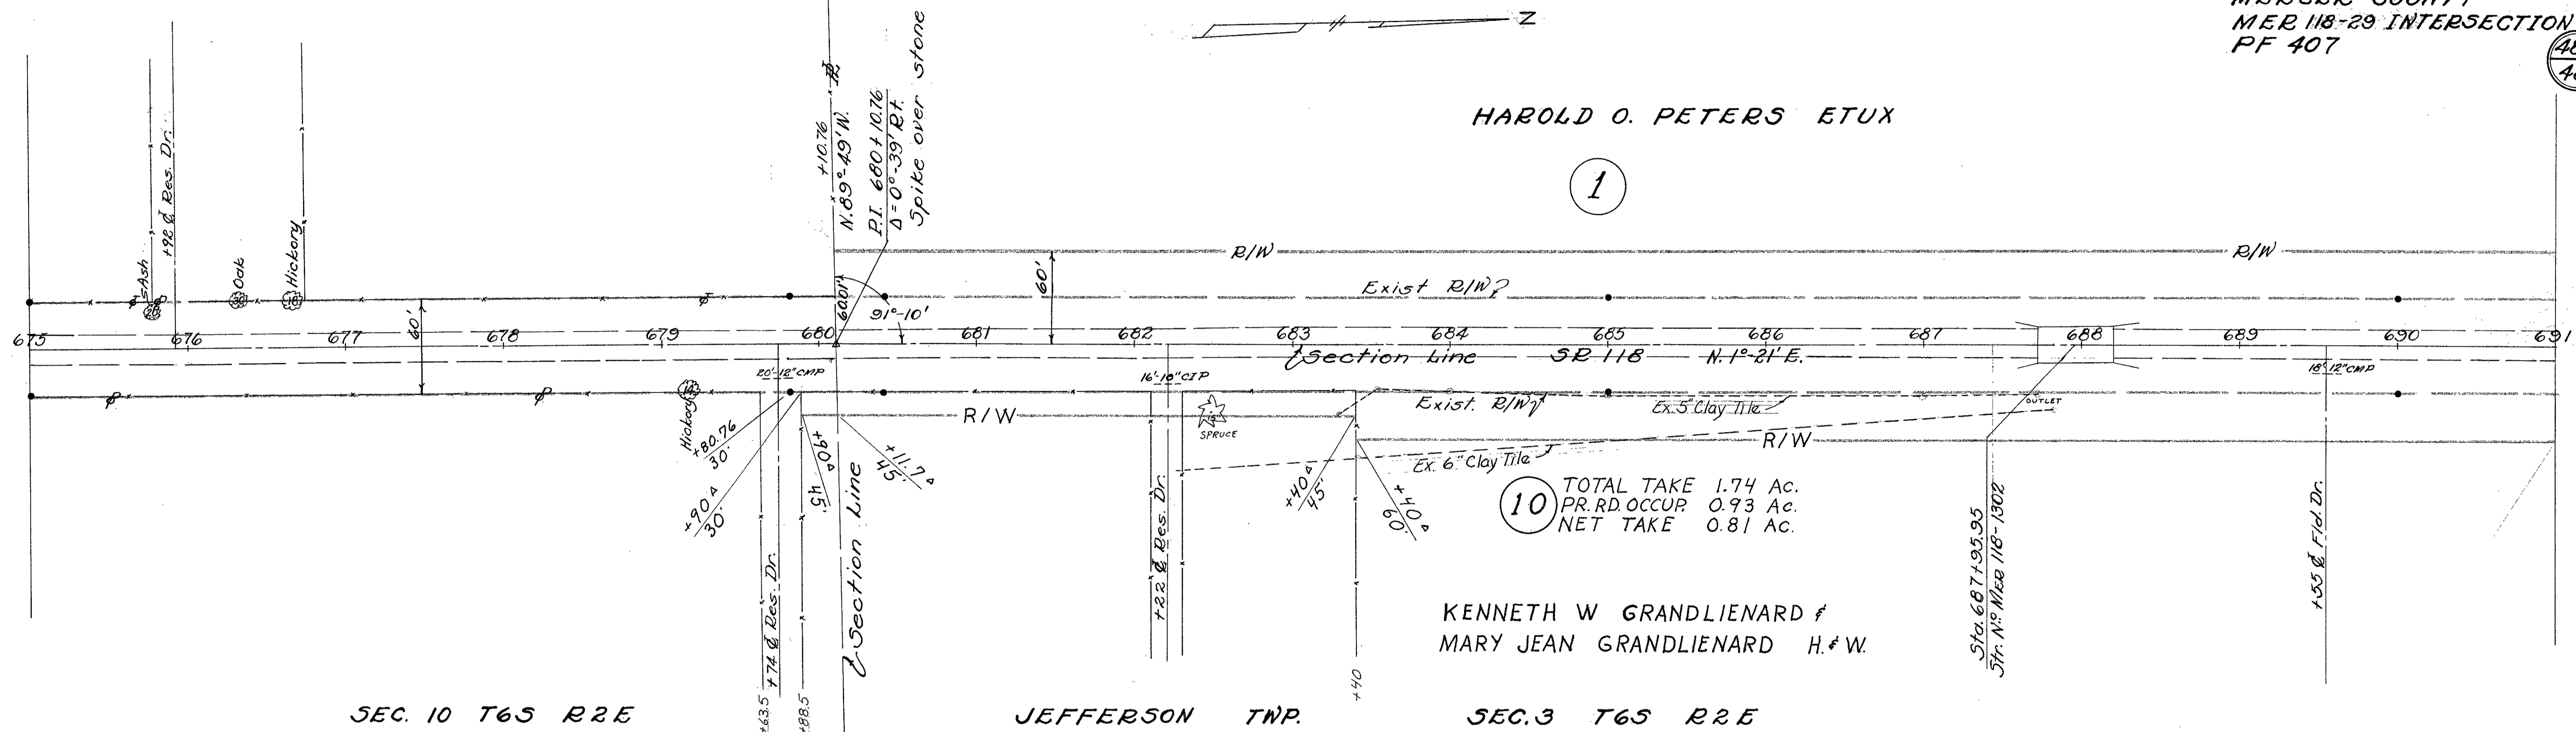 MERCER COUNTY
MER 118-29 INTERSECTION
PF 407
Z
HAROLD O. PETERS ETUX
1
Ash
+92 ₵ Res. Dr.
Oak
Hickory
+10.76
N.89°-49'W.
P.I. 680+10.76
Δ=0°-39' Rt.
Spike over stone
60.01'
91°-10'
60'
60'
R/W
R/W
Exist R/W?
675 676 677 678 679 680 681 682 683 684 685 686 687 688 689 690 691
Section Line SR 118 N.1°-21'E.
20'-12"CMP
16'-10"CIP
18'-12"CMP
Hickory
+80.76
30'
+90 Δ
30'
+90 Δ
45'
+11.7 Δ
45'
R/W
SPRUCE
Exist. R/W?
Ex. 5" Clay Tile
OUTLET
R/W
Ex. 6" Clay Tile
+40 Δ
45'
+40 Δ
60'
10
TOTAL TAKE 1.74 Ac.
PR. RD. OCCUP. 0.93 Ac.
NET TAKE 0.81 Ac.
+74 ₵ Res. Dr.
Section Line
+22 ₵ Res. Dr.
Sta. 687+95.95
Str. Nº MER 118-1302
+55 ₵ Fld. Dr.
KENNETH W GRANDLIENARD &
MARY JEAN GRANDLIENARD H. & W.
+63.5
+88.5
+40
SEC. 10 T6S R2E
JEFFERSON TWP.
SEC. 3 T6S R2E